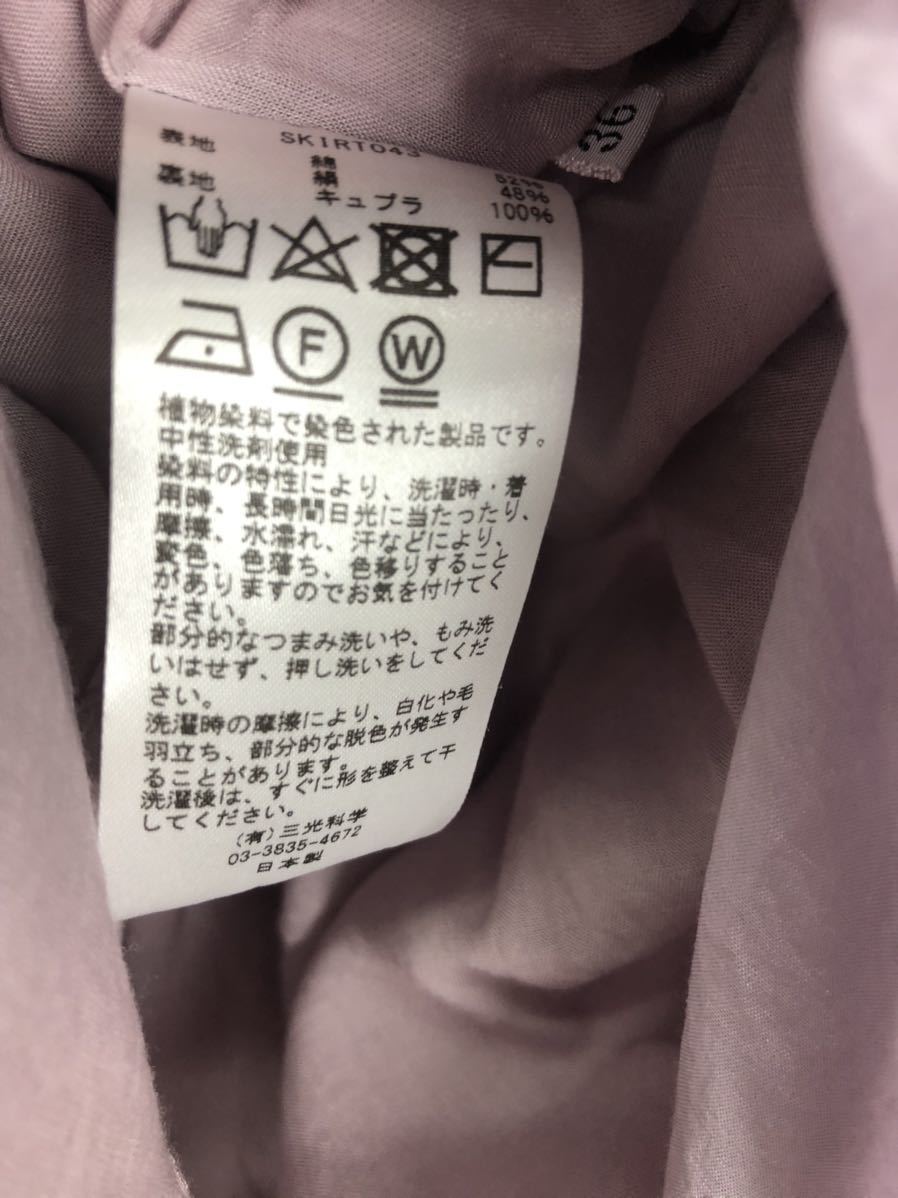 SKIRT043
表地 綿 52%
絹 48%
裏地 キュプラ 100%
36
F
W
植物染料で染色された製品です。
中性洗剤使用
染料の特性により、洗濯時・着
用時、長時間日光に当たったり、
摩擦、水濡れ、汗などにより、
変色、色落ち、色移りすること
がありますのでお気を付けてく
ださい。
部分的なつまみ洗いや、もみ洗
いはせず、押し洗いをしてくだ
さい。
洗濯時の摩擦により、白化や毛
羽立ち、部分的な脱色が発生す
ることがあります。
洗濯後は、すぐに形を整えて干
してください。
(有)三光科学
03-3835-4672
日本製